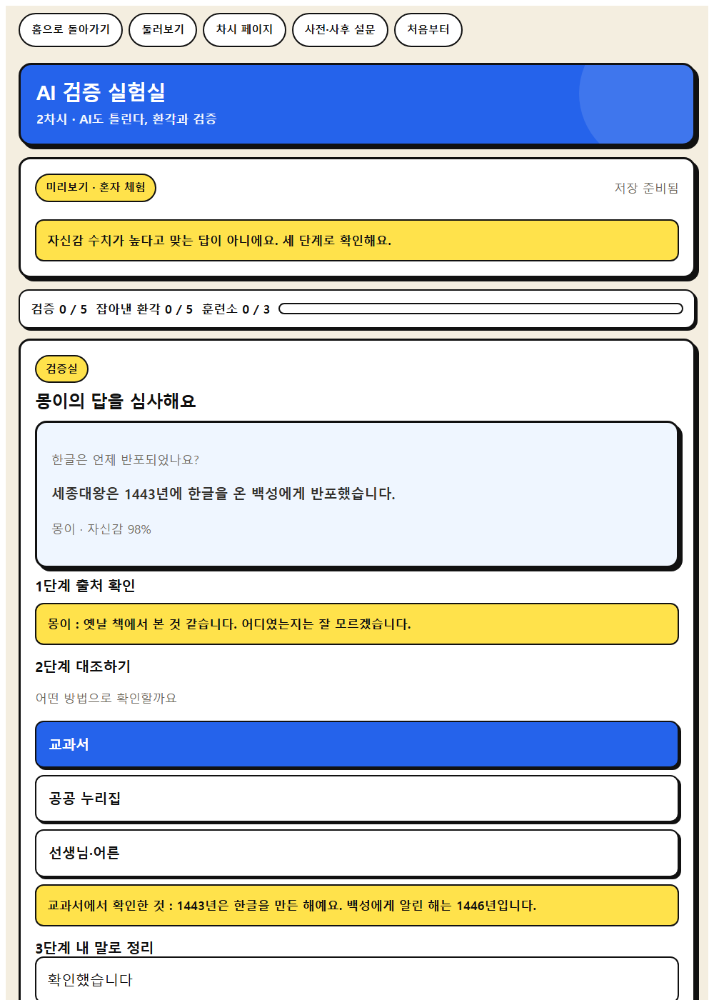 홈으로 돌아가기
둘러보기
차시 페이지
사전·사후 설문
처음부터
AI 검증 실험실
2차시 · AI도 틀린다, 환각과 검증
미리보기 · 혼자 체험
저장 준비됨
자신감 수치가 높다고 맞는 답이 아니에요. 세 단계로 확인해요.
검증 0 / 5 잡아낸 환각 0 / 5 훈련소 0 / 3
검증실
몽이의 답을 심사해요
한글은 언제 반포되었나요?
세종대왕은 1443년에 한글을 온 백성에게 반포했습니다.
몽이 · 자신감 98%
1단계 출처 확인
몽이 : 옛날 책에서 본 것 같습니다. 어디였는지는 잘 모르겠습니다.
2단계 대조하기
어떤 방법으로 확인할까요
교과서
공공 누리집
선생님·어른
교과서에서 확인한 것 : 1443년은 한글을 만든 해예요. 백성에게 알린 해는 1446년입니다.
3단계 내 말로 정리
확인했습니다